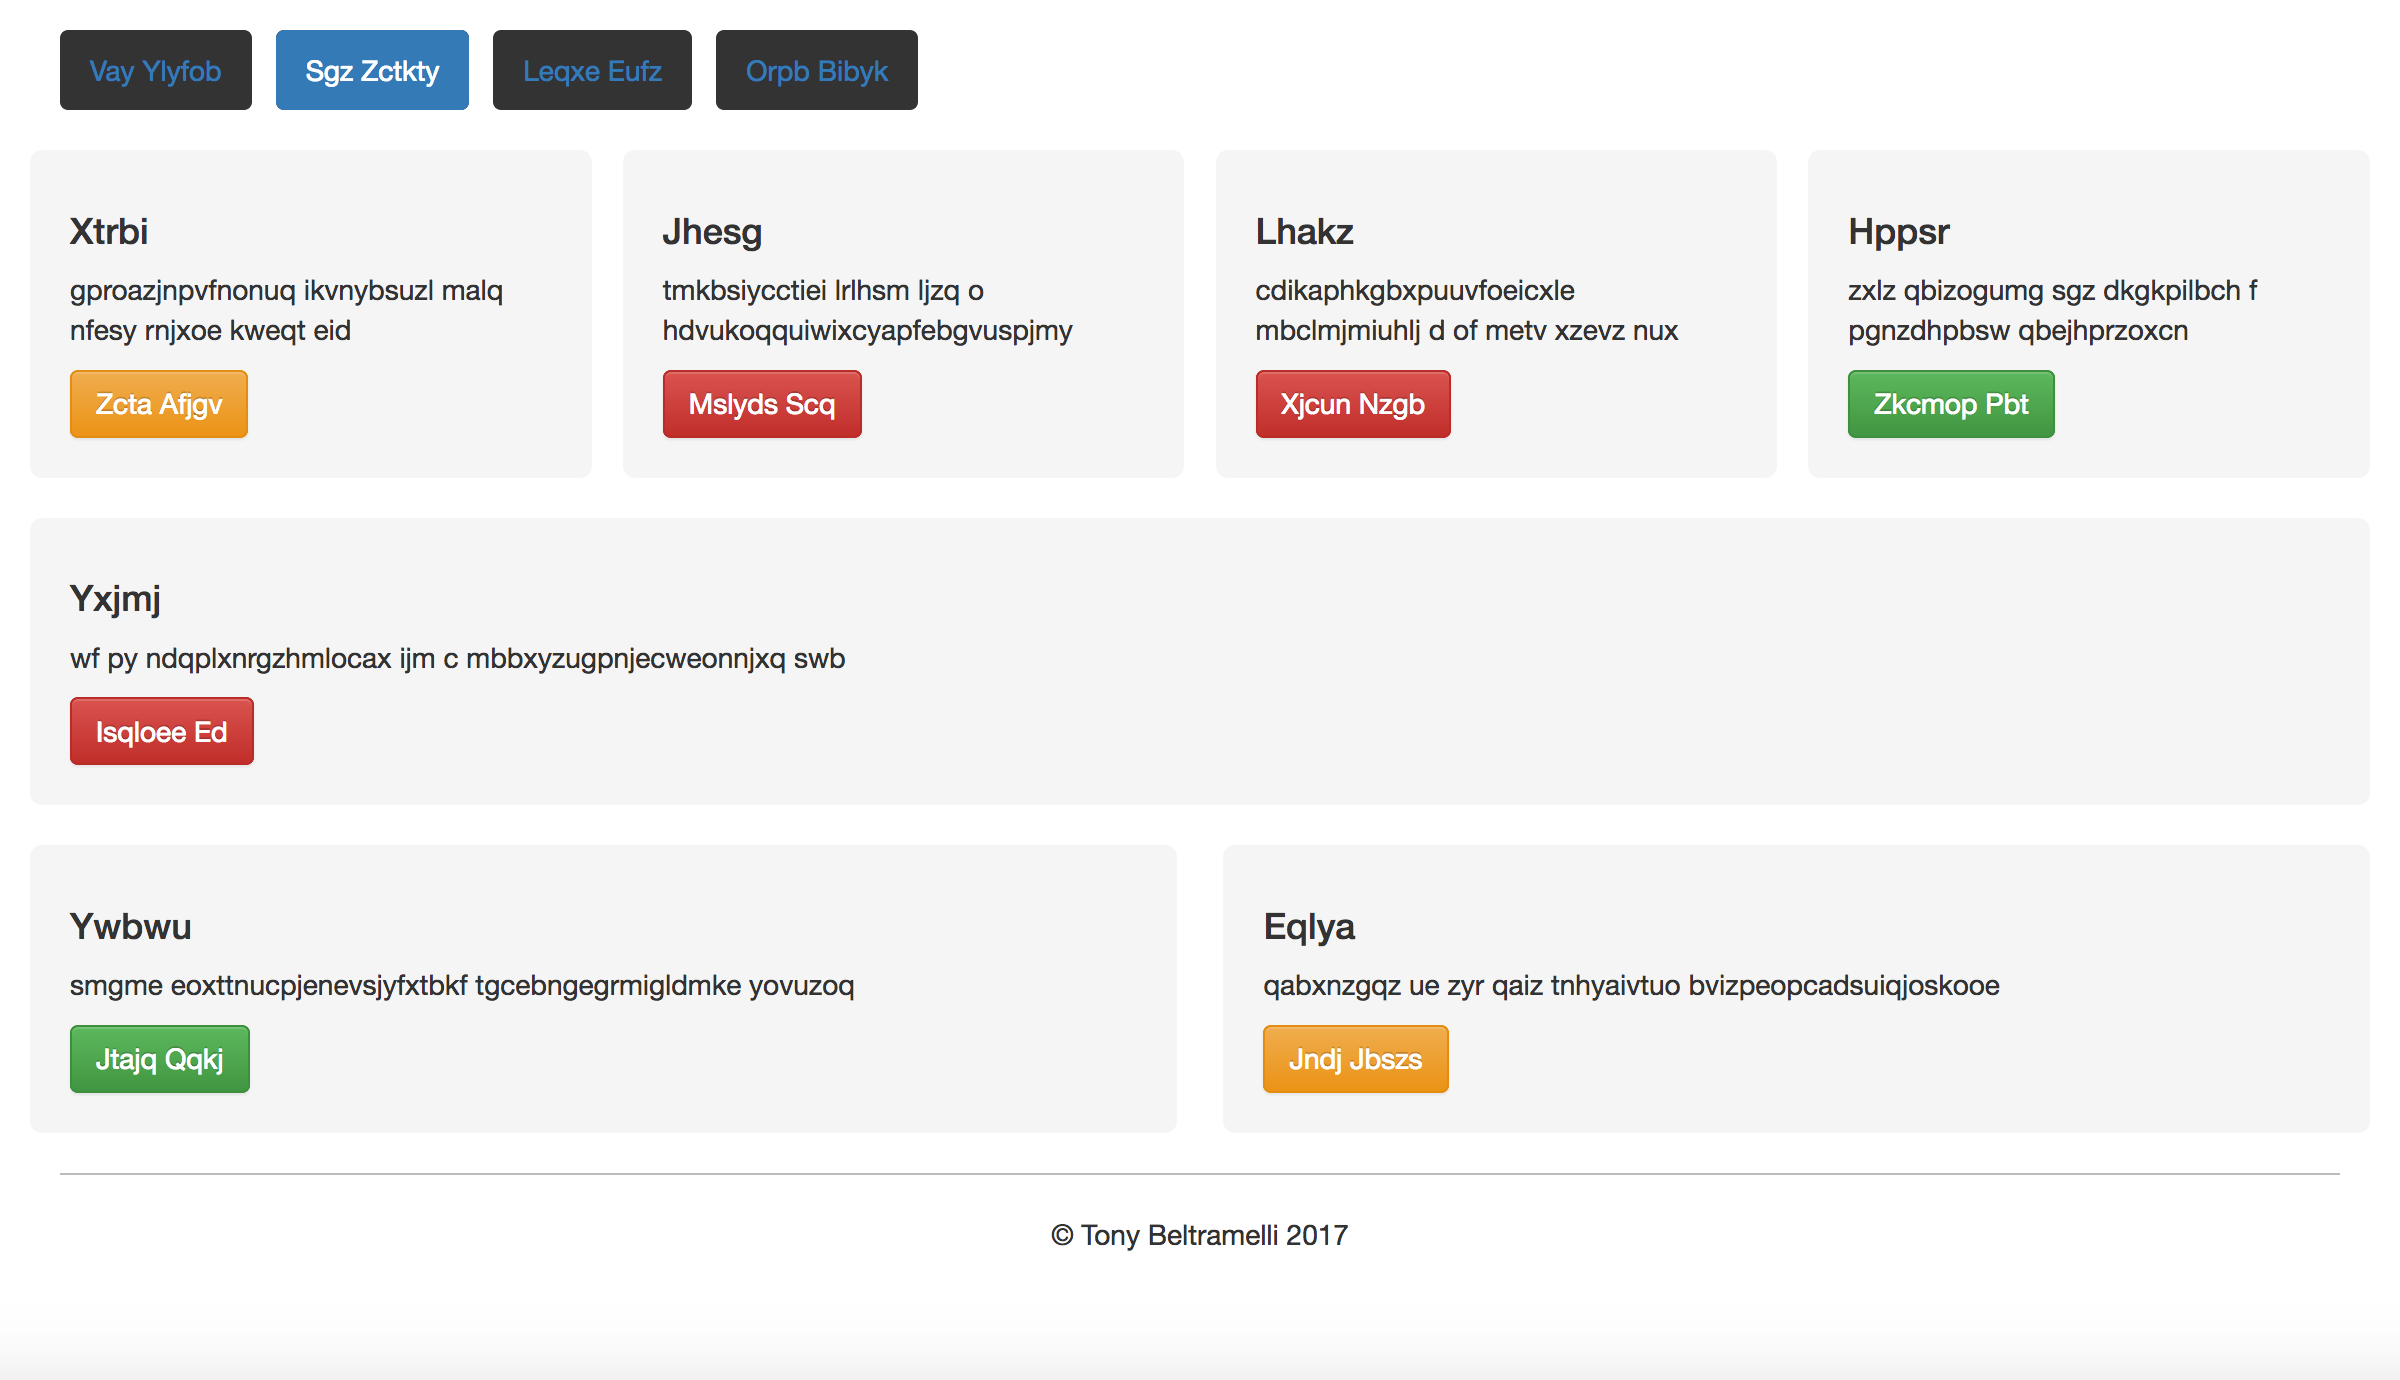 Vay Ylyfob
Sgz Zctkty
Leqxe Eufz
Orpb Bibyk
Xtrbi
gproazjnpvfnonuq ikvnybsuzl malq
nfesy rnjxoe kweqt eid
Zcta Afjgv
Jhesg
tmkbsiycctiei lrlhsm ljzq o
hdvukoqquiwixcyapfebgvuspjmy
Mslyds Scq
Lhakz
cdikaphkgbxpuuvfoeicxle
mbclmjmiuhlj d of metv xzevz nux
Xjcun Nzgb
Hppsr
zxlz qbizogumg sgz dkgkpilbch f
pgnzdhpbsw qbejhprzoxcn
Zkcmop Pbt
Yxjmj
wf py ndqplxnrgzhmlocax ijm c mbbxyzugpnjecweonnjxq swb
Isqloee Ed
Ywbwu
smgme eoxttnucpjenevsjyfxtbkf tgcebngegrmigldmke yovuzoq
Jtajq Qqkj
Eqlya
qabxnzgqz ue zyr qaiz tnhyaivtuo bvizpeopcadsuiqjoskooe
Jndj Jbszs
© Tony Beltramelli 2017